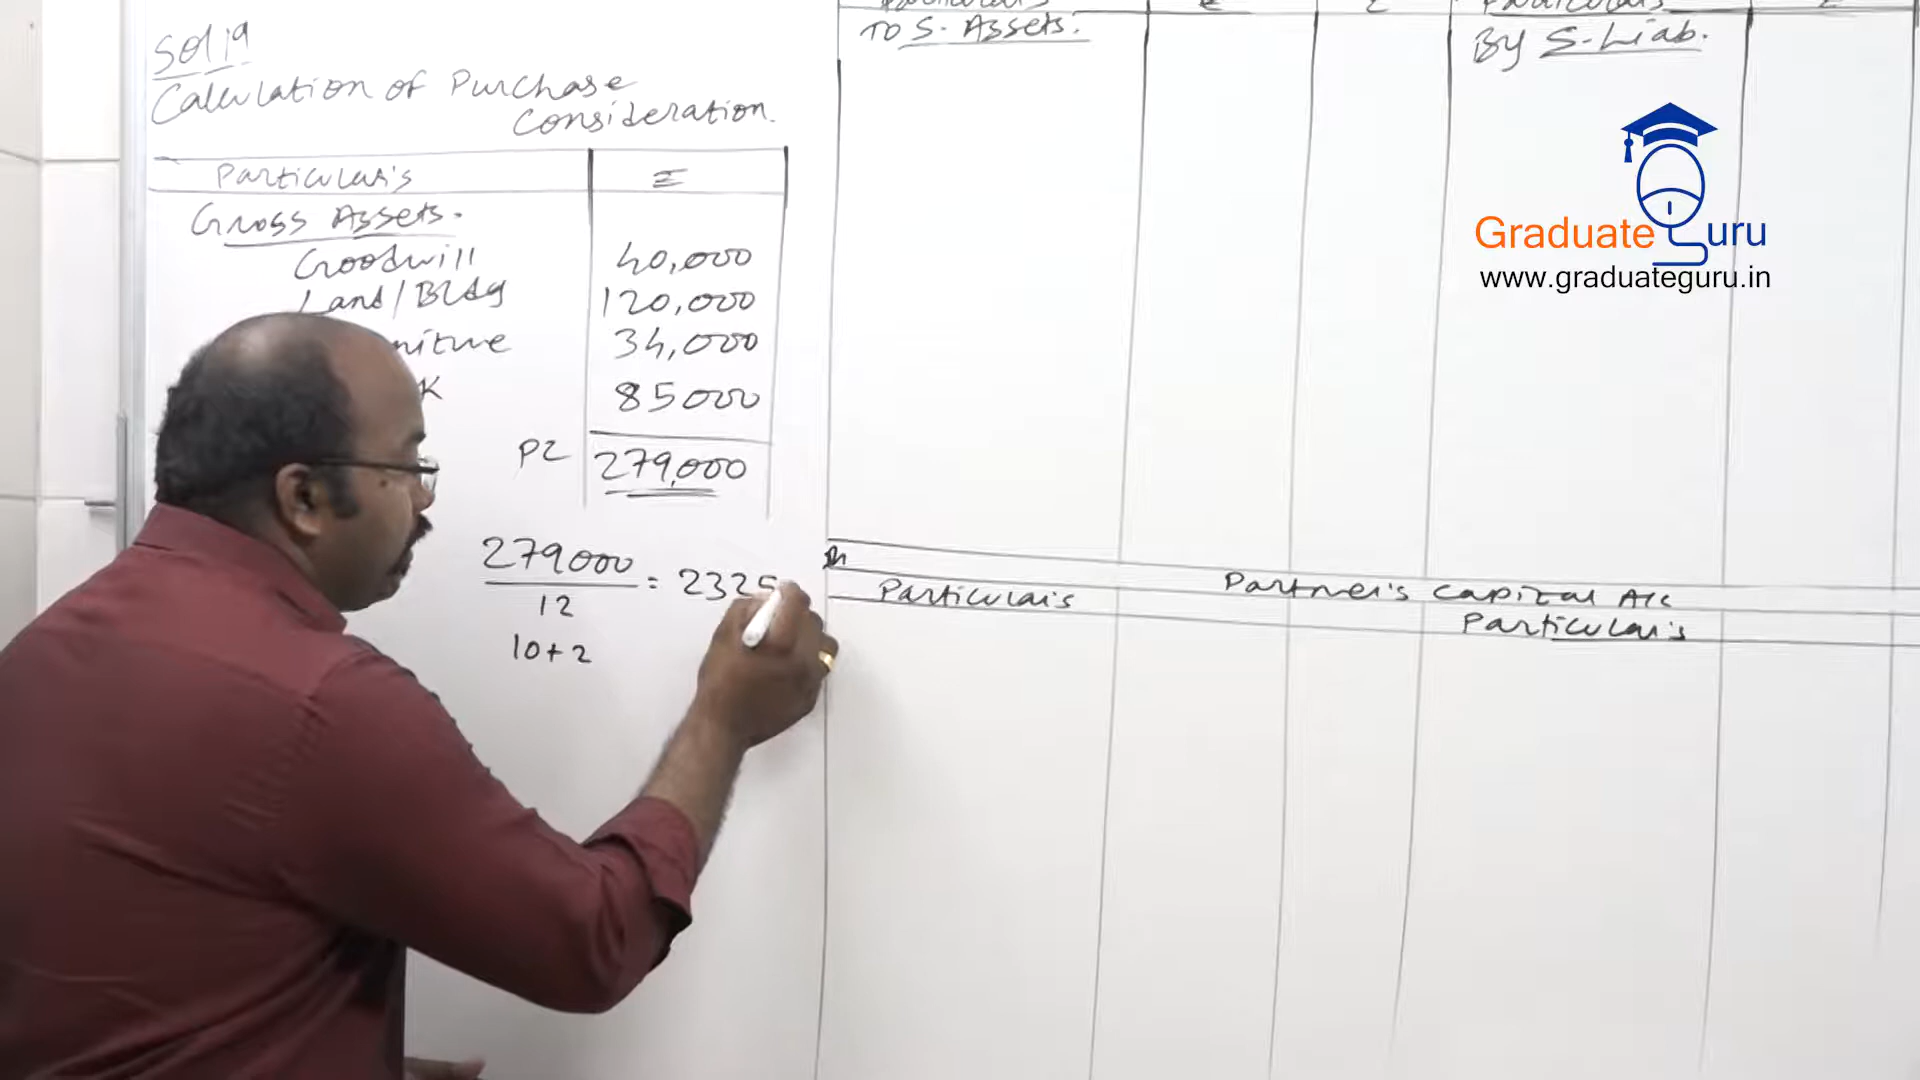 Sol 19
Calculation of Purchase
Consideration.
Particulars
Gross Assets.
Goodwill 40,000
Land/Bldg 120,000
niture 34,000
K 85000
PC 279,000
279000
12
= 2325
10+2
To S. Assets.
By S. Liab.
Graduate Guru
www.graduateguru.in
Partner's Capital A/c
Particulars
Particulars